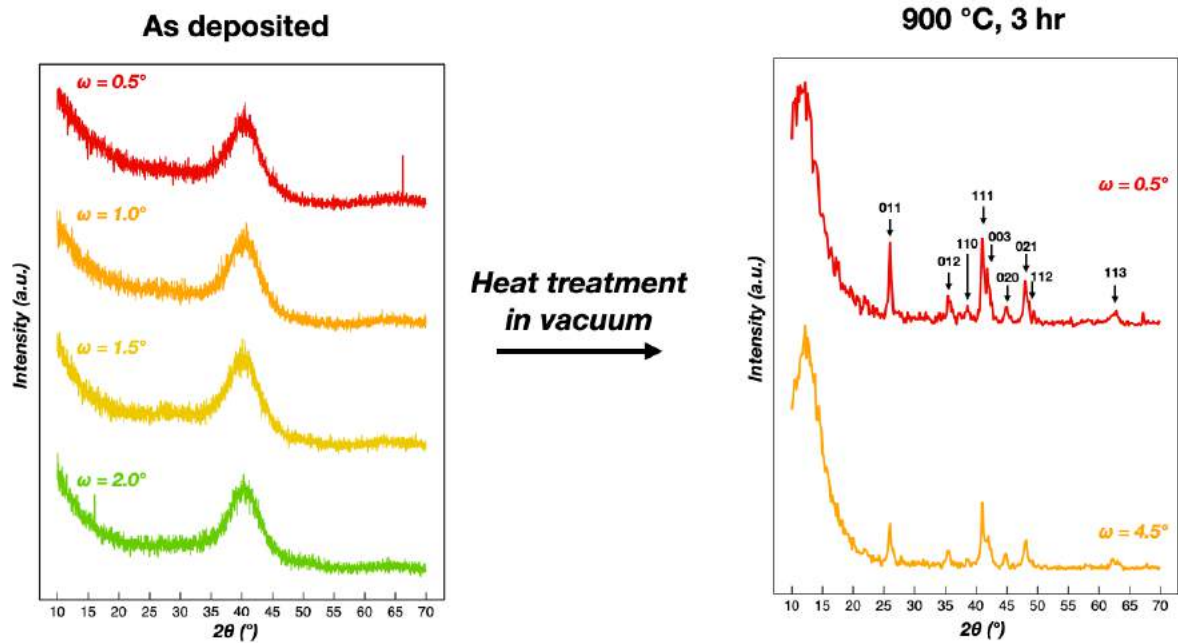 As deposited
ω = 0.5°
ω = 1.0°
ω = 1.5°
ω = 2.0°
Intensity (a.u.)
10 15 20 25 30 35 40 45 50 55 60 65 70
2θ (°)
Heat treatment
in vacuum
900 °C, 3 hr
ω = 0.5°
111
011
003
110
021
012
020
112
113
ω = 4.5°
Intensity (a.u.)
10 15 20 25 30 35 40 45 50 55 60 65 70
2θ (°)